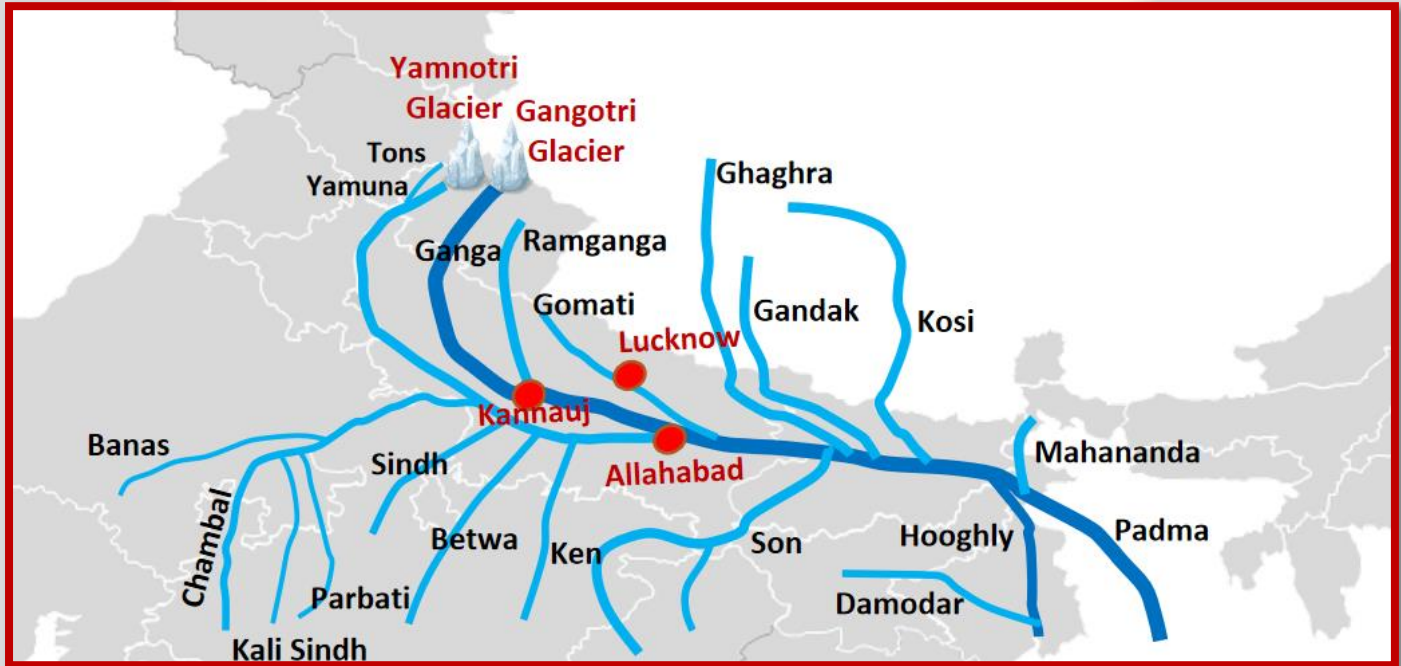 Yamnotri
Glacier
Gangotri
Glacier
Tons
Yamuna
Ghaghra
Ganga
Ramganga
Gomati
Gandak
Kosi
Lucknow
Kannauj
Banas
Sindh
Allahabad
Mahananda
Chambal
Betwa
Ken
Son
Hooghly
Padma
Parbati
Damodar
Kali Sindh